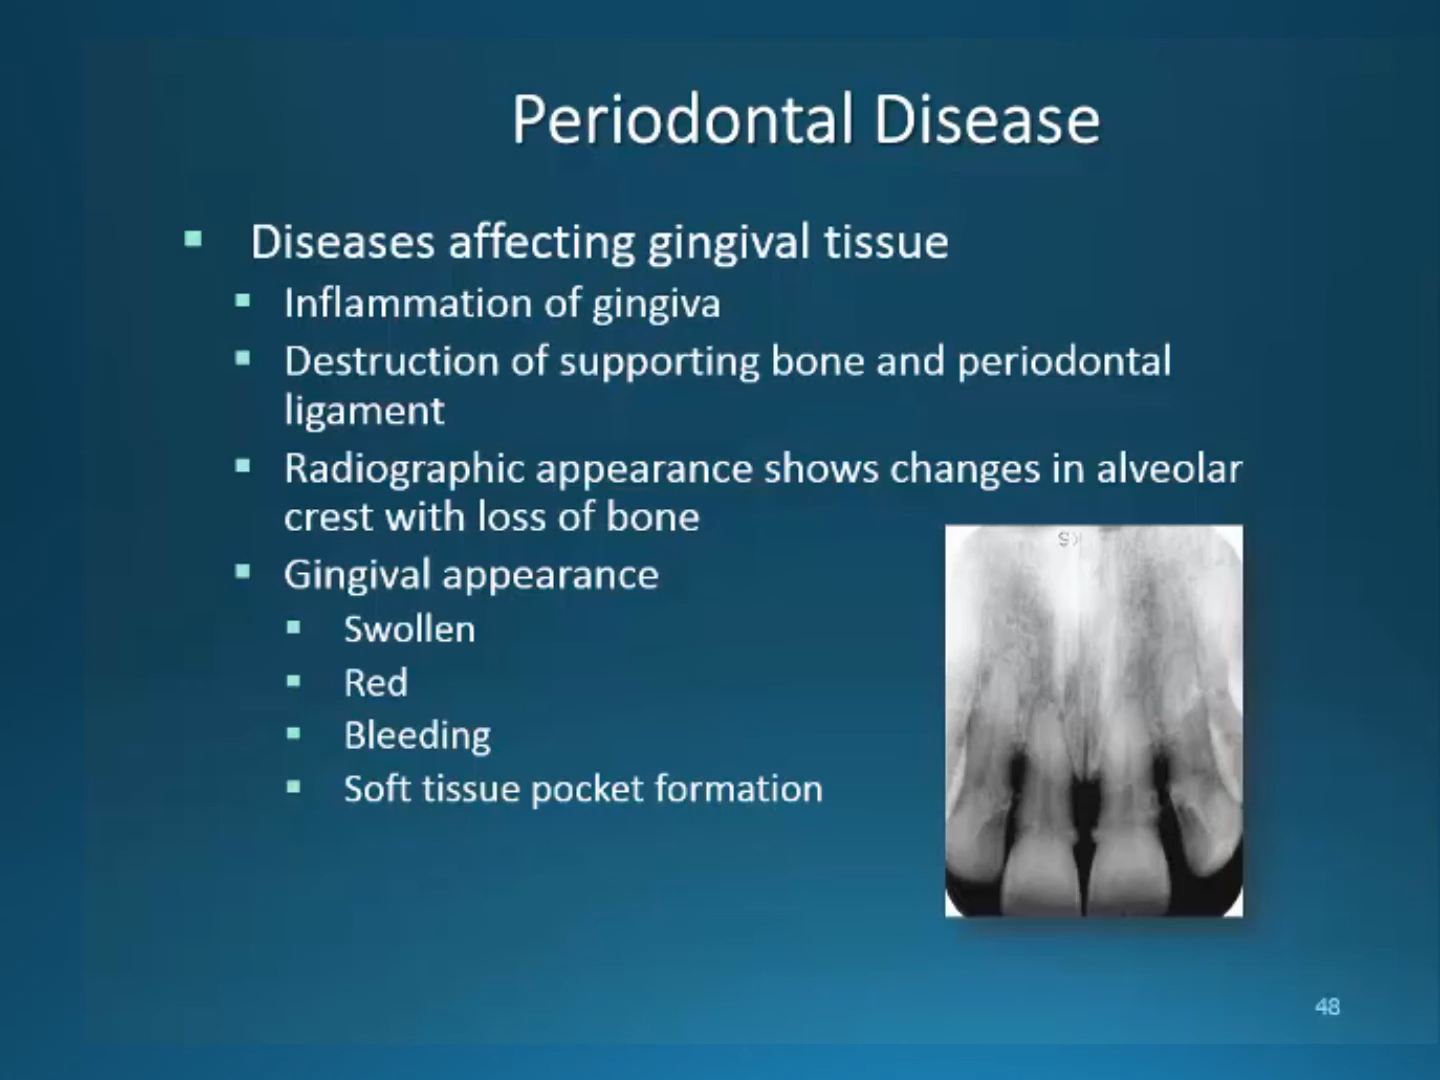 Periodontal Disease
Diseases affecting gingival tissue
Inflammation of gingiva
Destruction of supporting bone and periodontal
ligament
Radiographic appearance shows changes in alveolar
crest with loss of bone
Gingival appearance
Swollen
Red
Bleeding
Soft tissue pocket formation
48